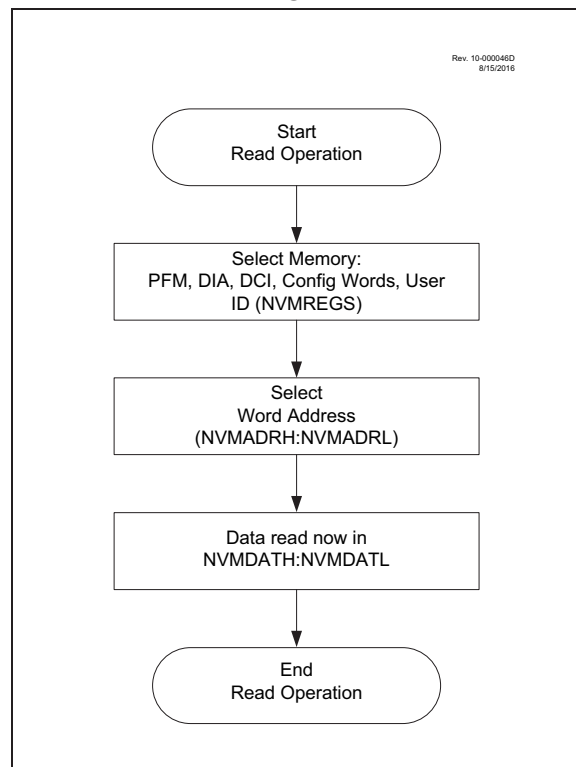 Rev. 10-000046D
8/15/2016
Start
Read Operation
Select Memory:
PFM, DIA, DCI, Config Words, User
ID (NVMREGS)
Select
Word Address
(NVMADRH:NVMADRL)
Data read now in
NVMDATH:NVMDATL
End
Read Operation